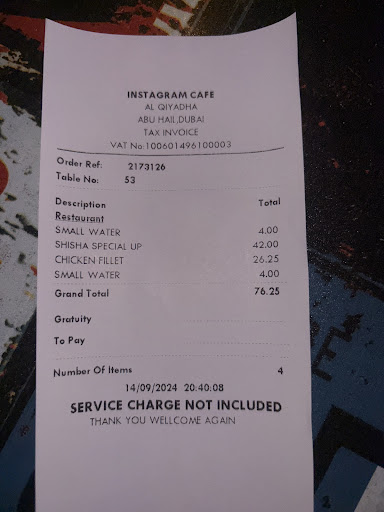 INSTAGRAM CAFE
AL QIYADHA
ABU HAIL,DUBAI
TAX INVOICE
VAT No:100601496100003
Order Ref: 2173126
Table No: 53
Description Total
Restaurant
SMALL WATER 4.00
SHISHA SPECIAL UP 42.00
CHICKEN FILLET 26.25
SMALL WATER 4.00
Grand Total 76.25
Gratuity
To Pay
Number Of Items 4
14/09/2024 20:40:08
SERVICE CHARGE NOT INCLUDED
THANK YOU WELLCOME AGAIN